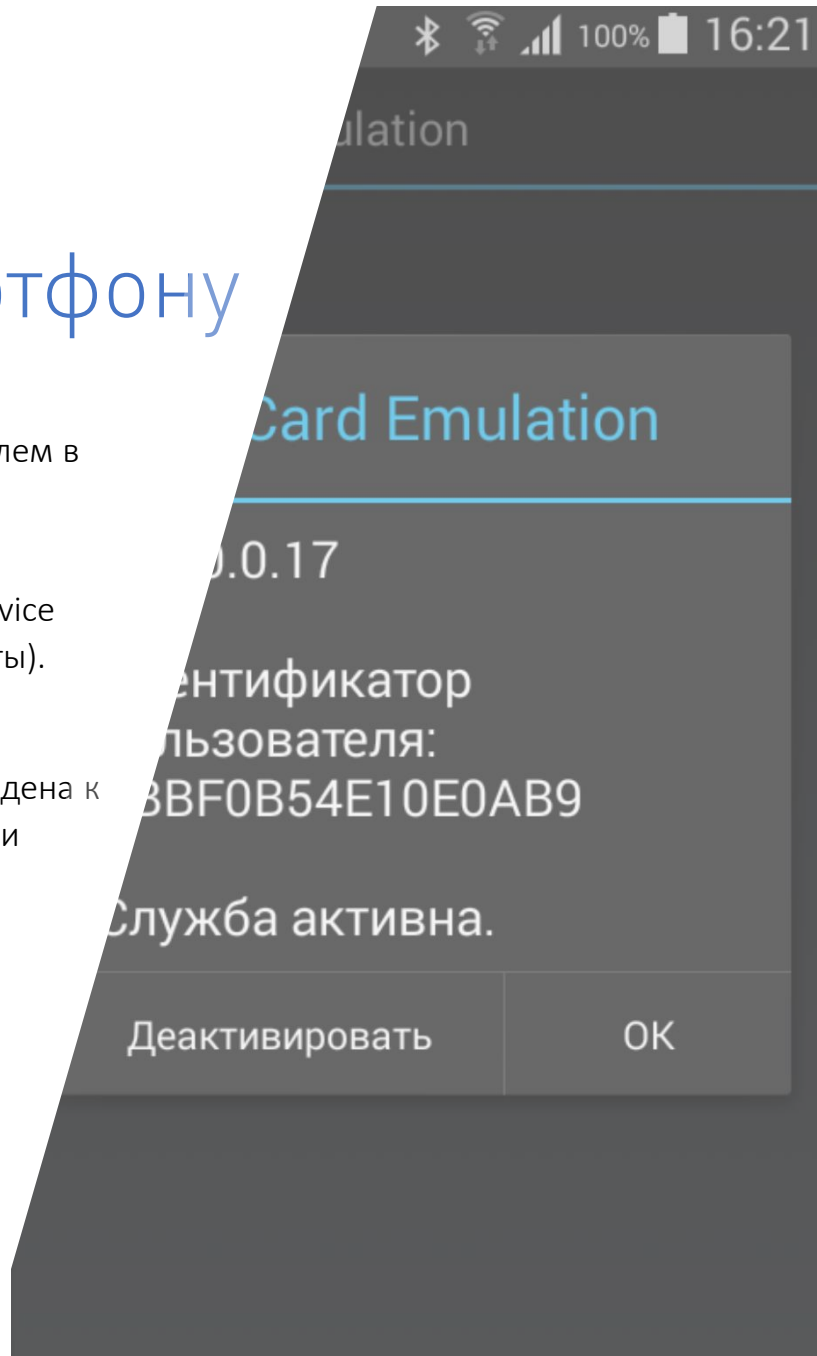 100% 16:21
ulation
тфону
Card Emulation
лем в
.0.17
vice
ты).
ентификатор
льзователя:
дена к
BBF0B54E10E0AB9
и
Служба активна.
Деактивировать ОК